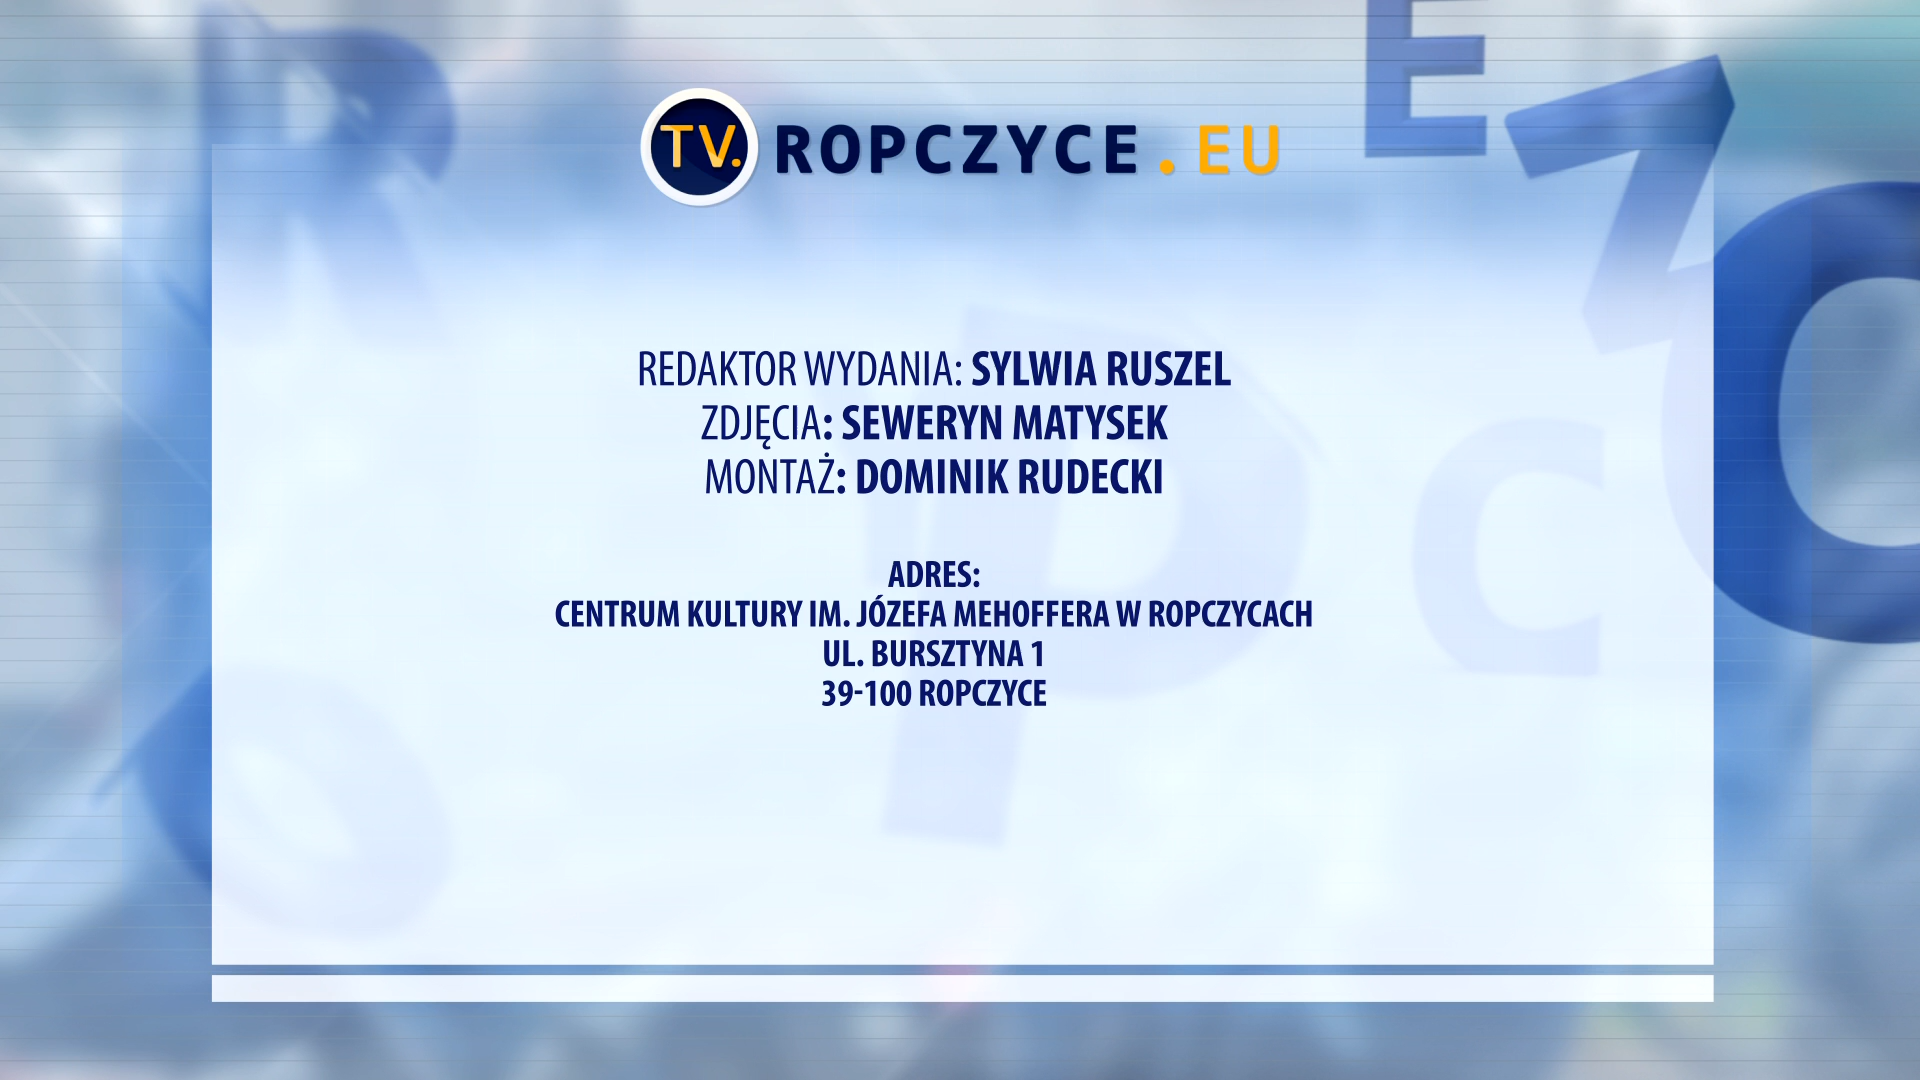 TV. ROPCZYCE.EU
REDAKTOR WYDANIA: SYLWIA RUSZEL
ZDJĘCIA: SEWERYN MATYSEK
MONTAŻ: DOMINIK RUDECKI
ADRES:
CENTRUM KULTURY IM. JÓZEFA MEHOFFERA W ROPCZYCACH
UL. BURSZTYNA 1
39-100 ROPCZYCE
R
E
Z
O
P
C
O